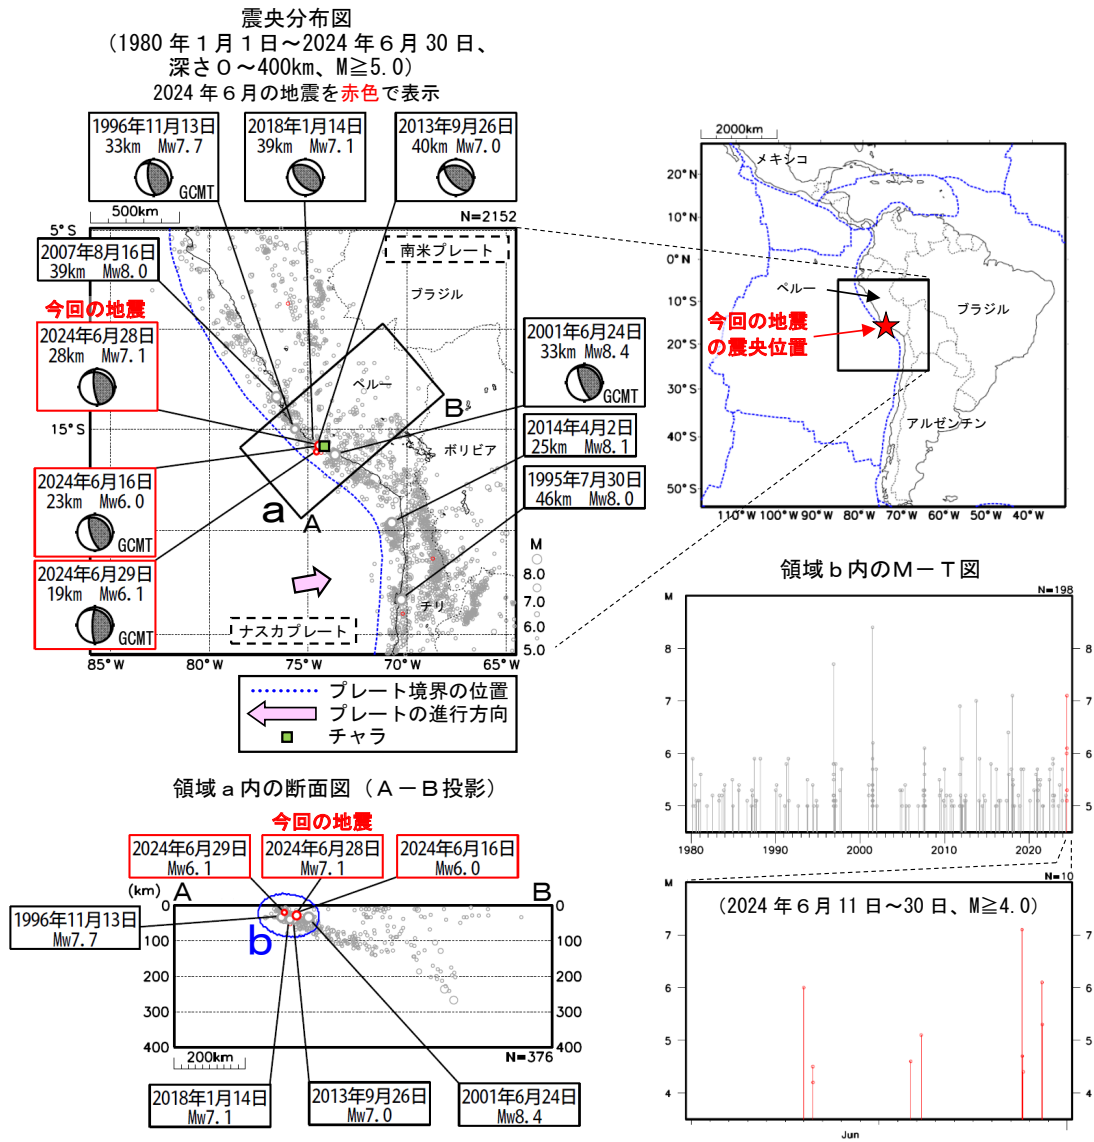 震央分布図
(1980年1月1日～2024年6月30日、
深さ0～400km、M≧5.0)
2024年6月の地震を赤色で表示
1996年11月13日
33km Mw7.7
GCMT
2018年1月14日
39km Mw7.1
2013年9月26日
40km Mw7.0
500km
N=2152
5°S
15°S
2007年8月16日
39km Mw8.0
今回の地震
2024年6月28日
28km Mw7.1
2024年6月16日
23km Mw6.0
GCMT
2024年6月29日
19km Mw6.1
GCMT
南米プレート
ブラジル
ペルー
ボリビア
チリ
ナスカプレート
a
A
B
2001年6月24日
33km Mw8.4
GCMT
2014年4月2日
25km Mw8.1
1995年7月30日
46km Mw8.0
M
8.0
7.0
6.0
5.0
85°W 80°W 75°W 70°W 65°W
プレート境界の位置
プレートの進行方向
チャラ
2000km
メキシコ
ペルー
ブラジル
アルゼンチン
今回の地震
の震央位置
20°N
10°N
0°N
10°S
20°S
30°S
40°S
50°S
110°W 100°W 90°W 80°W 70°W 60°W 50°W 40°W
領域a内の断面図(A－B投影)
今回の地震
2024年6月29日
Mw6.1
2024年6月28日
Mw7.1
2024年6月16日
Mw6.0
(km)
A
B
0
100
200
300
400
0
100
200
300
400
b
1996年11月13日
Mw7.7
200km
N=376
2018年1月14日
Mw7.1
2013年9月26日
Mw7.0
2001年6月24日
Mw8.4
領域b内のM－T図
M
N=198
8
7
6
5
8
7
6
5
1980 1990 2000 2010 2020
N=10
M
(2024年6月11日～30日、M≧4.0)
7
6
5
4
Jun